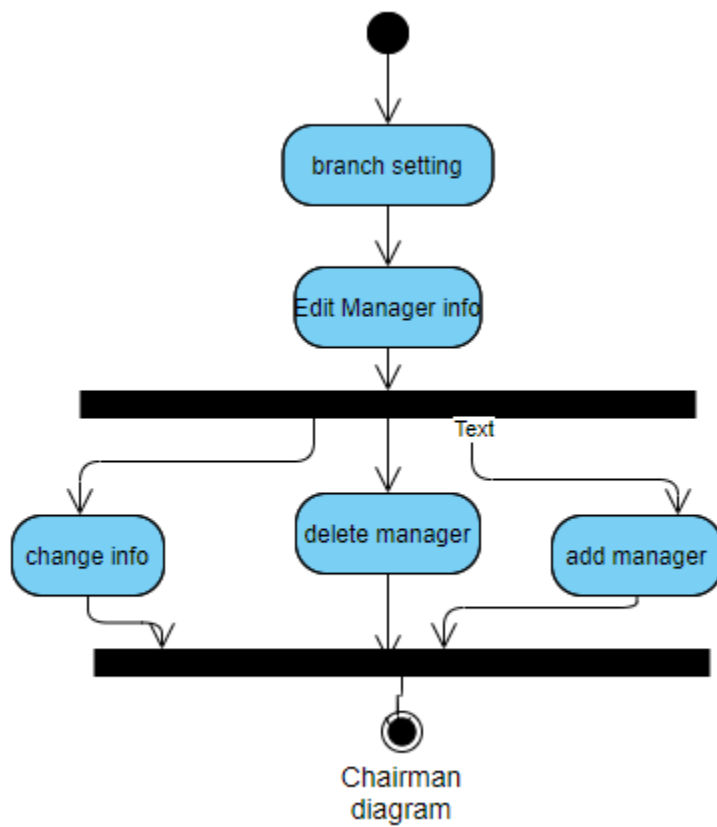 branch setting
Edit Manager info
Text
change info
delete manager
add manager
Chairman
diagram